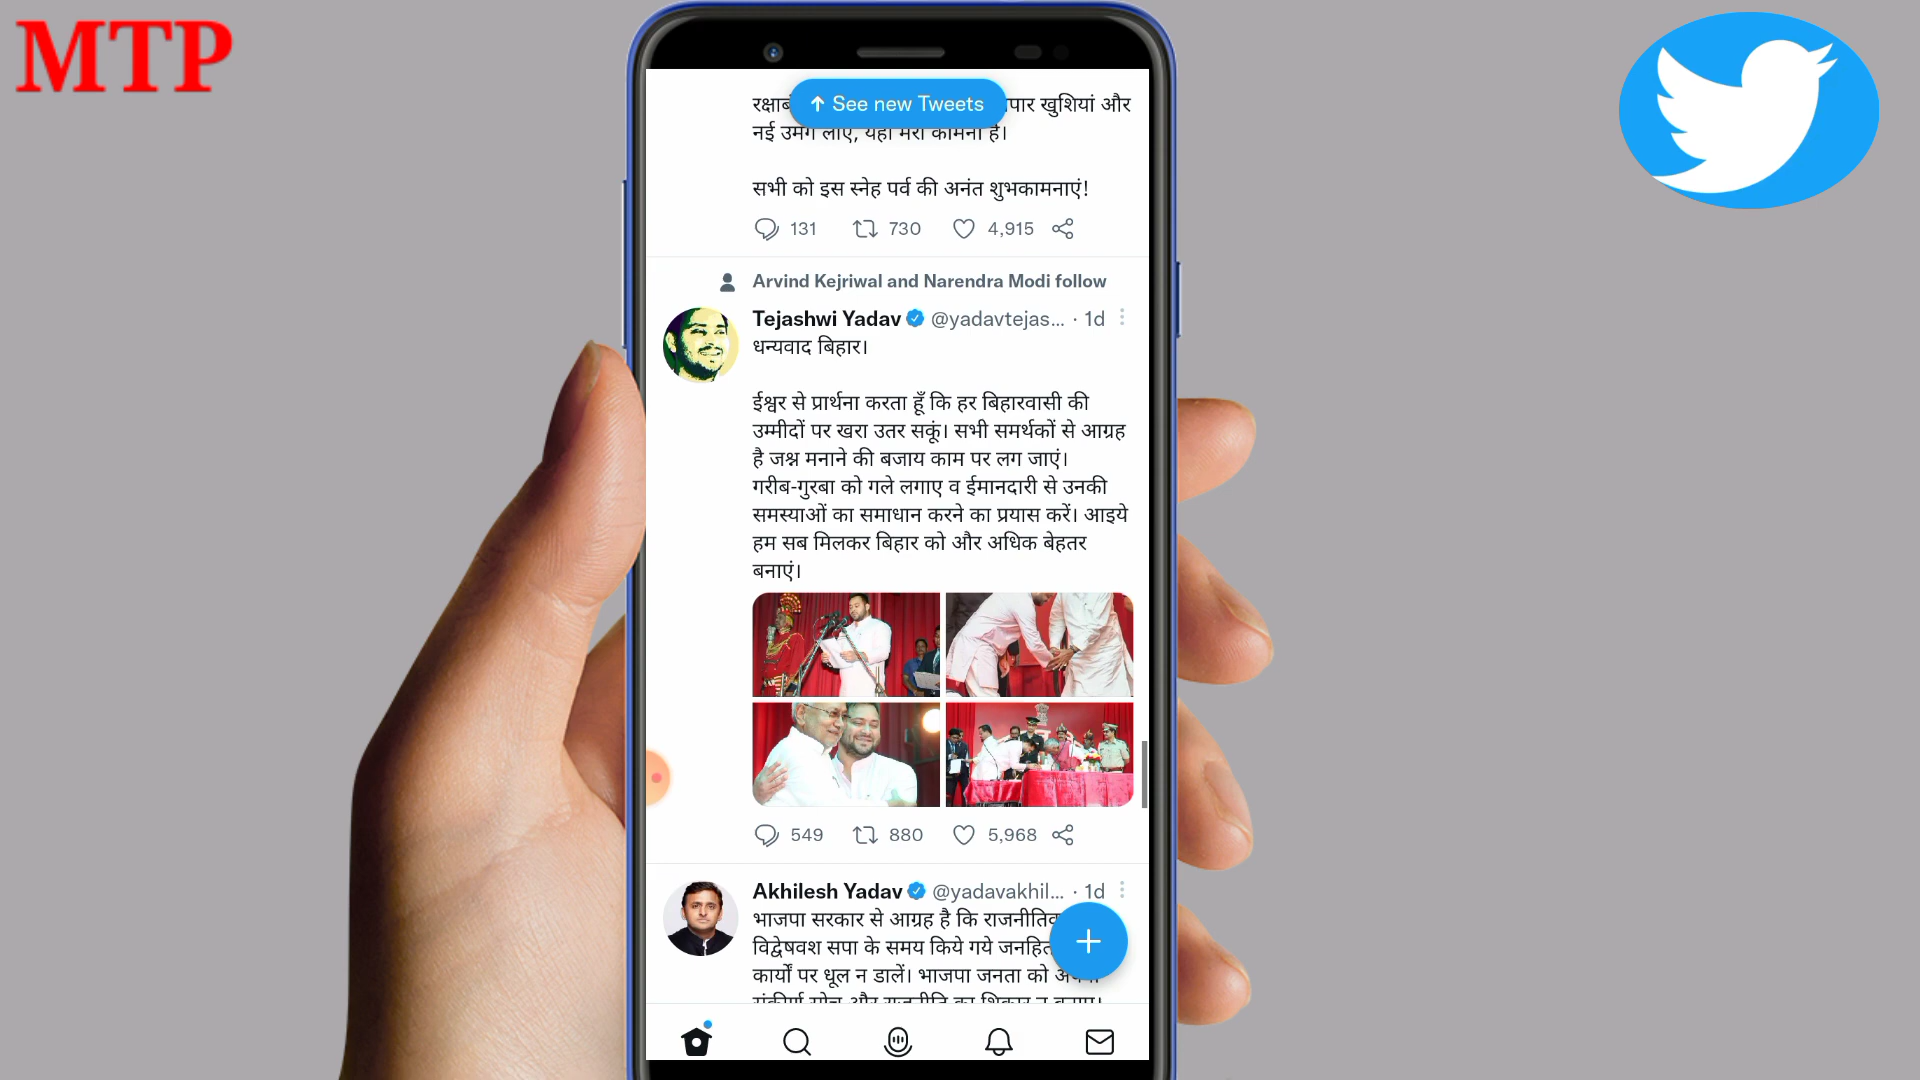 MTP
See new Tweets
पार खुशियां और
नई उमंग लाए, यही मेरी कामना है।
सभी को इस स्नेह पर्व की अनंत शुभकामनाएं!
131 730 4,915
Arvind Kejriwal and Narendra Modi follow
Tejashwi Yadav @yadavtejas... · 1d
धन्यवाद बिहार।
ईश्वर से प्रार्थना करता हूँ कि हर बिहारवासी की
उम्मीदों पर खरा उतर सकूं। सभी समर्थकों से आग्रह
है जश्न मनाने की बजाय काम पर लग जाएं।
गरीब-गुरबा को गले लगाए व ईमानदारी से उनकी
समस्याओं का समाधान करने का प्रयास करें। आइये
हम सब मिलकर बिहार को और अधिक बेहतर
बनाएं।
549 880 5,968
Akhilesh Yadav @yadavakhil... · 1d
भाजपा सरकार से आग्रह है कि
विद्वेषवश सपा के समय किये गये
कार्यों पर धूल न डालें। भाजपा जनता को